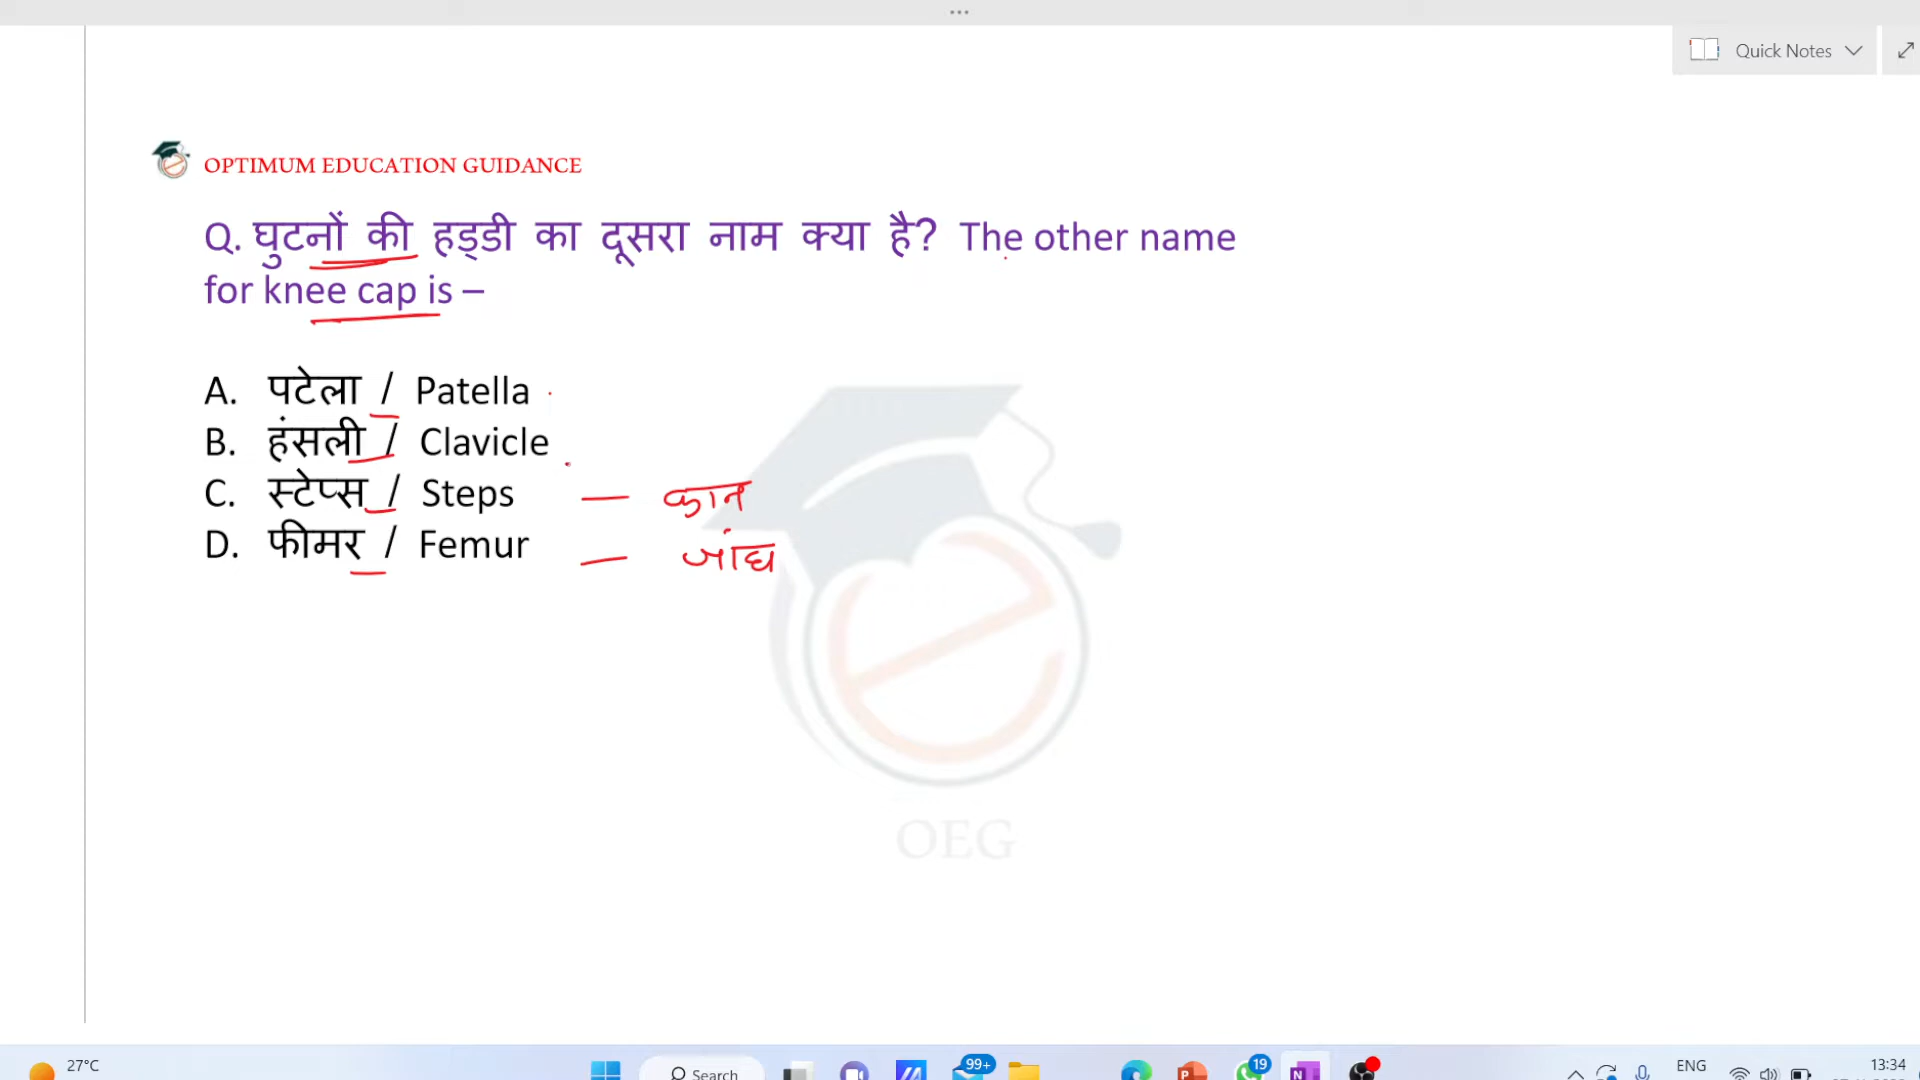 Quick Notes
OPTIMUM EDUCATION GUIDANCE
Q. घुटनों की हड्डी का दूसरा नाम क्या है? The other name
for knee cap is –
A. पटेला / Patella
B. हंसली / Clavicle
C. स्टेप्स / Steps — कान
D. फीमर / Femur — जांघ
OEG
27°C
Search
99+
19
ENG
13:34